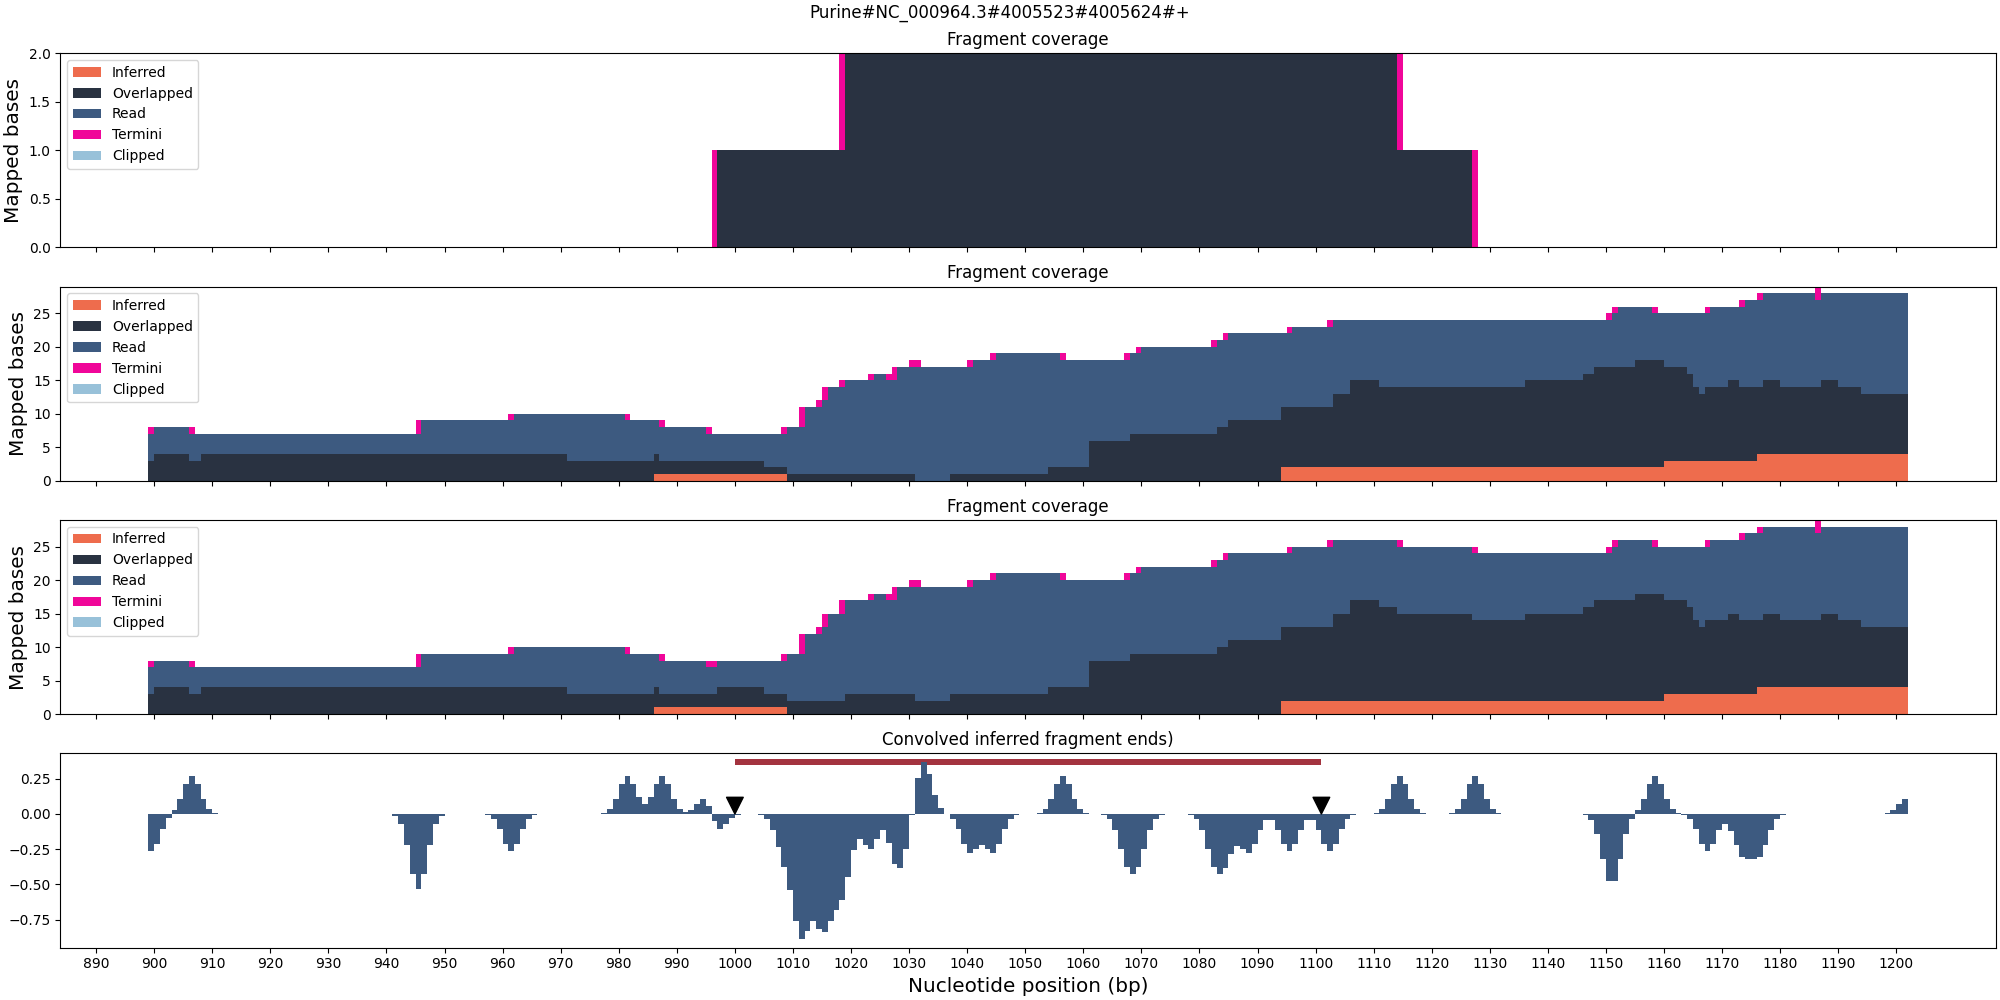 Purine#NC_000964.3#4005523#4005624#+
Fragment coverage
Mapped bases
2.0
1.5
1.0
0.5
0.0
Inferred
Overlapped
Read
Termini
Clipped
Fragment coverage
Mapped bases
25
20
15
10
5
0
Inferred
Overlapped
Read
Termini
Clipped
Fragment coverage
Mapped bases
25
20
15
10
5
0
Inferred
Overlapped
Read
Termini
Clipped
Convolved inferred fragment ends)
0.25
0.00
−0.25
−0.50
−0.75
890 900 910 920 930 940 950 960 970 980 990 1000 1010 1020 1030 1040 1050 1060 1070 1080 1090 1100 1110 1120 1130 1140 1150 1160 1170 1180 1190 1200
Nucleotide position (bp)